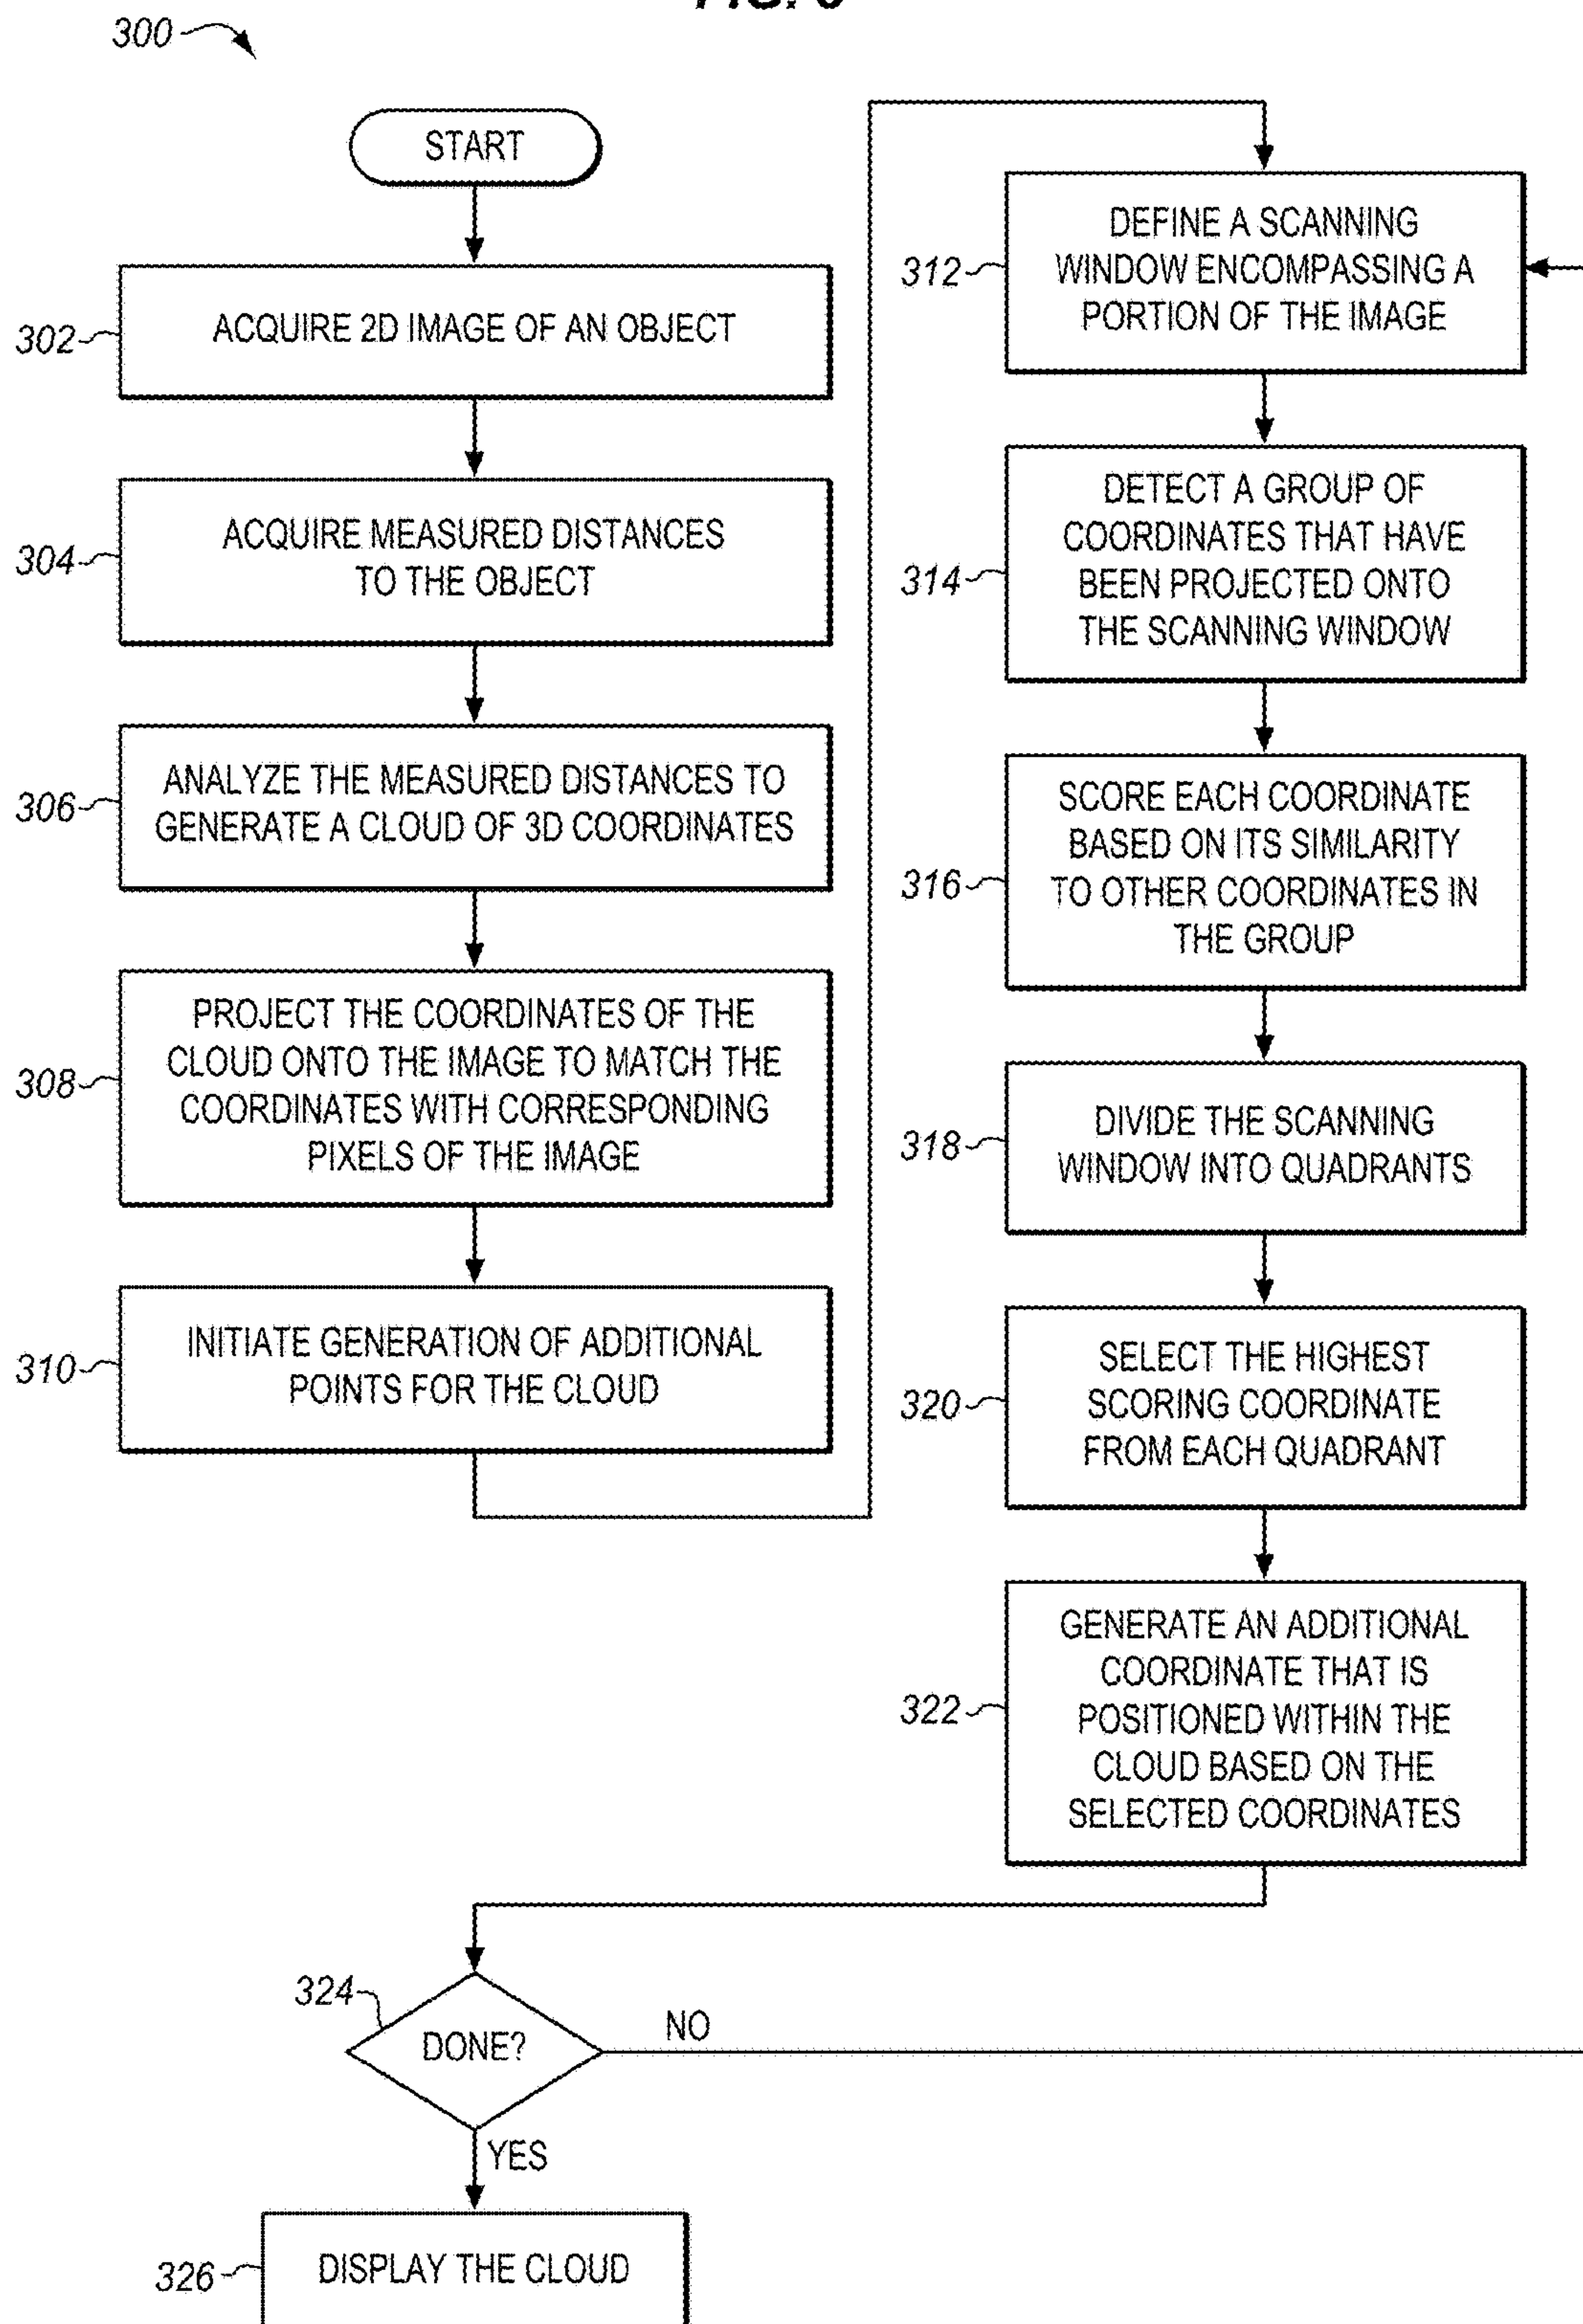 300
START
302
ACQUIRE 2D IMAGE OF AN OBJECT
304
ACQUIRE MEASURED DISTANCES
TO THE OBJECT
306
ANALYZE THE MEASURED DISTANCES TO
GENERATE A CLOUD OF 3D COORDINATES
308
PROJECT THE COORDINATES OF THE
CLOUD ONTO THE IMAGE TO MATCH THE
COORDINATES WITH CORRESPONDING
PIXELS OF THE IMAGE
310
INITIATE GENERATION OF ADDITIONAL
POINTS FOR THE CLOUD
312
DEFINE A SCANNING
WINDOW ENCOMPASSING A
PORTION OF THE IMAGE
314
DETECT A GROUP OF
COORDINATES THAT HAVE
BEEN PROJECTED ONTO
THE SCANNING WINDOW
316
SCORE EACH COORDINATE
BASED ON ITS SIMILARITY
TO OTHER COORDINATES IN
THE GROUP
318
DIVIDE THE SCANNING
WINDOW INTO QUADRANTS
320
SELECT THE HIGHEST
SCORING COORDINATE
FROM EACH QUADRANT
322
GENERATE AN ADDITIONAL
COORDINATE THAT IS
POSITIONED WITHIN THE
CLOUD BASED ON THE
SELECTED COORDINATES
324
DONE?
NO
YES
326
DISPLAY THE CLOUD